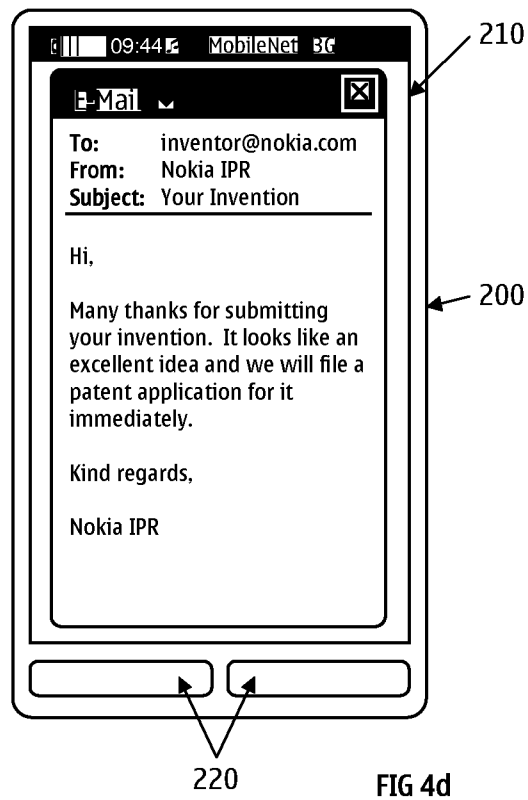 09:44 MobileNet 3G
210
E-Mail
To: inventor@nokia.com
From: Nokia IPR
Subject: Your Invention
Hi,
200
Many thanks for submitting
your invention. It looks like an
excellent idea and we will file a
patent application for it
immediately.
Kind regards,
Nokia IPR
220
FIG 4d